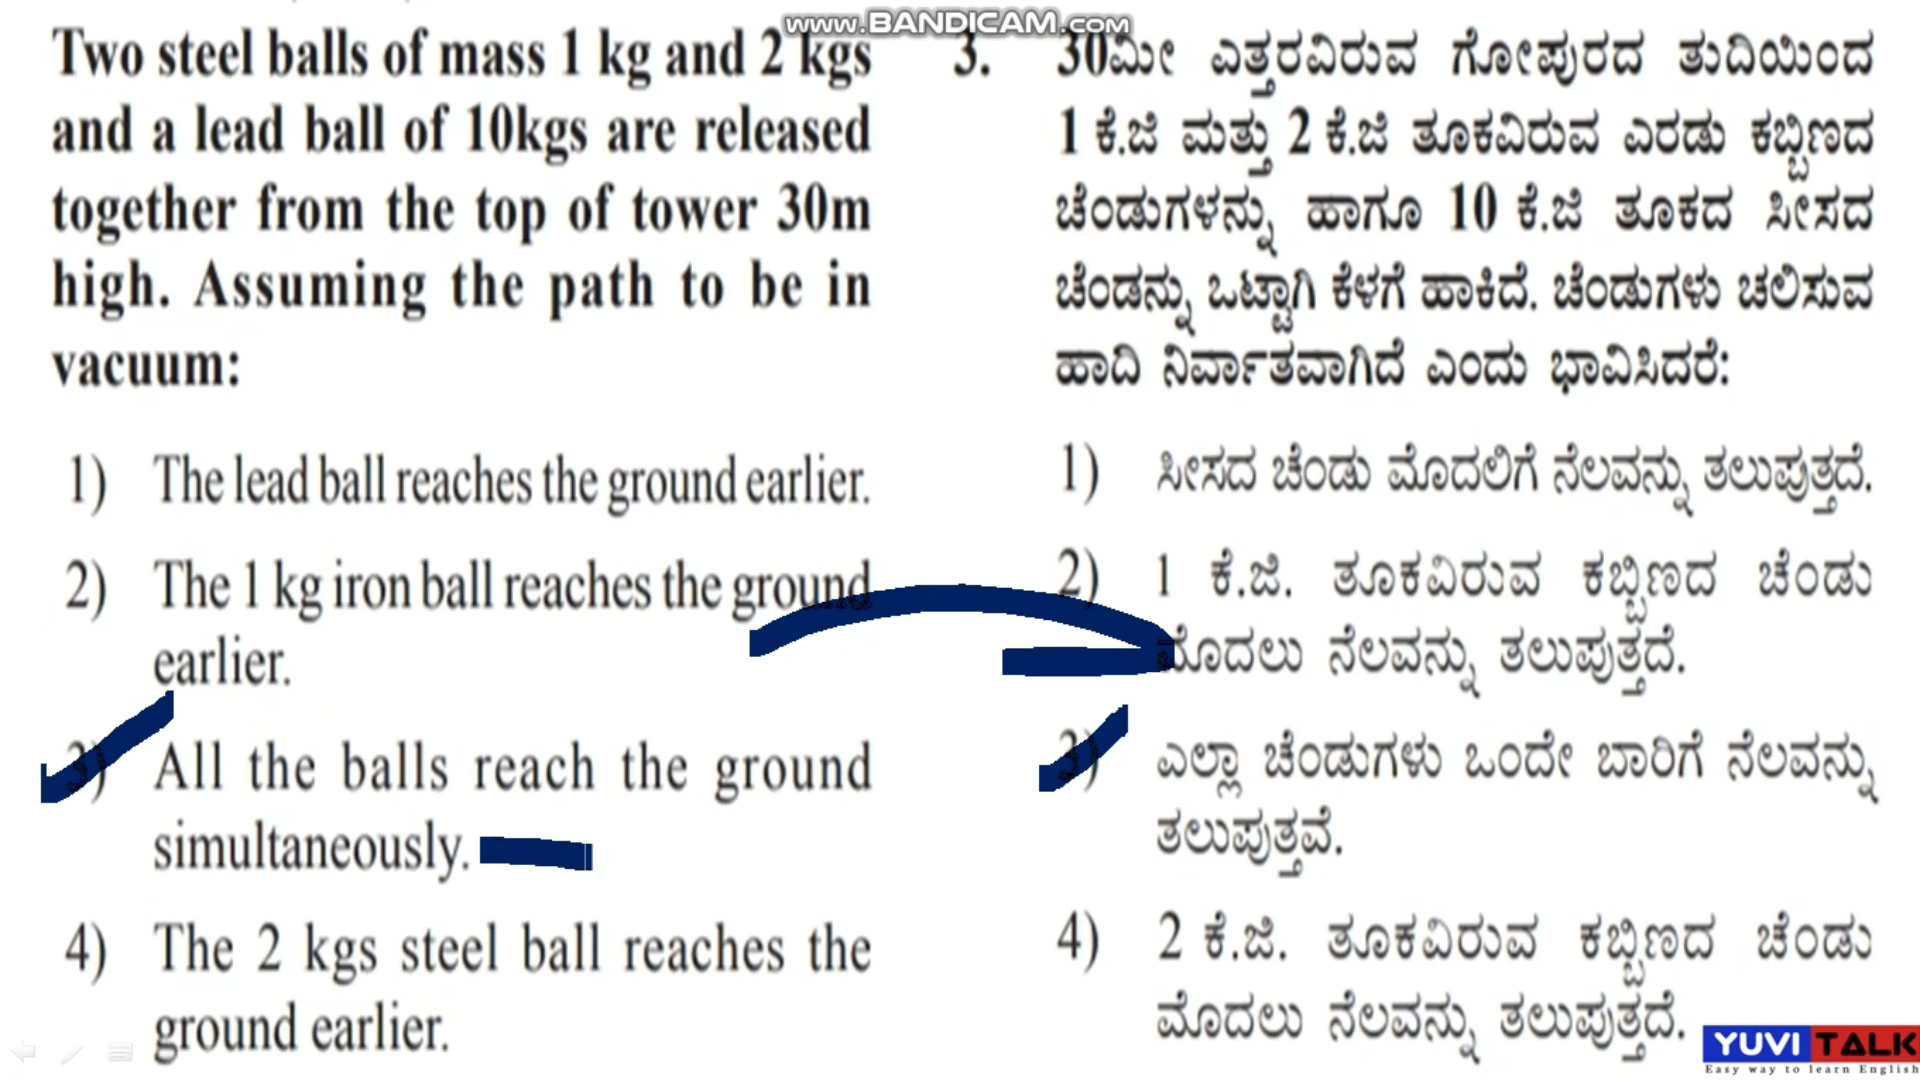 www.BANDICAM.com
Two steel balls of mass 1 kg and 2 kgs
and a lead ball of 10kgs are released
together from the top of tower 30m
high. Assuming the path to be in
vacuum:
1) The lead ball reaches the ground earlier.
2) The 1 kg iron ball reaches the ground
earlier.
3) All the balls reach the ground
simultaneously.
4) The 2 kgs steel ball reaches the
ground earlier.
3. 30ಮೀ ಎತ್ತರವಿರುವ ಗೋಪುರದ ತುದಿಯಿಂದ
1 ಕೆ.ಜಿ ಮತ್ತು 2 ಕೆ.ಜಿ ತೂಕವಿರುವ ಎರಡು ಕಬ್ಬಿಣದ
ಚೆಂಡುಗಳನ್ನು ಹಾಗೂ 10 ಕೆ.ಜಿ ತೂಕದ ಸೀಸದ
ಚೆಂಡನ್ನು ಒಟ್ಟಾಗಿ ಕೆಳಗೆ ಹಾಕಿದೆ. ಚೆಂಡುಗಳು ಚಲಿಸುವ
ಹಾದಿ ನಿರ್ವಾತವಾಗಿದೆ ಎಂದು ಭಾವಿಸಿದರೆ:
1) ಸೀಸದ ಚೆಂಡು ಮೊದಲಿಗೆ ನೆಲವನ್ನು ತಲುಪುತ್ತದೆ.
2) 1 ಕೆ.ಜಿ. ತೂಕವಿರುವ ಕಬ್ಬಿಣದ ಚೆಂಡು
ಮೊದಲು ನೆಲವನ್ನು ತಲುಪುತ್ತದೆ.
3) ಎಲ್ಲಾ ಚೆಂಡುಗಳು ಒಂದೇ ಬಾರಿಗೆ ನೆಲವನ್ನು
ತಲುಪುತ್ತವೆ.
4) 2 ಕೆ.ಜಿ. ತೂಕವಿರುವ ಕಬ್ಬಿಣದ ಚೆಂಡು
ಮೊದಲು ನೆಲವನ್ನು ತಲುಪುತ್ತದೆ.
YUVI TALK
Easy way to learn English